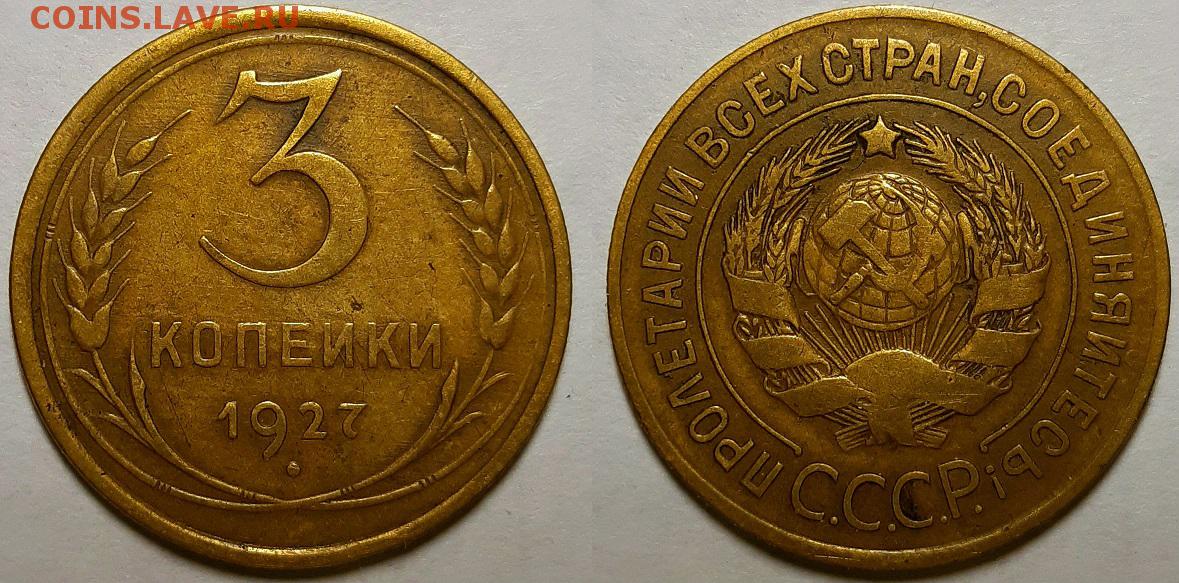 COINS.LAVE.RU
3
КОПЕЙКИ
1927
ПРОЛЕТАРИИ ВСЕХ СТРАН, СОЕДИНЯЙТЕСЬ!
С.С.С.Р.